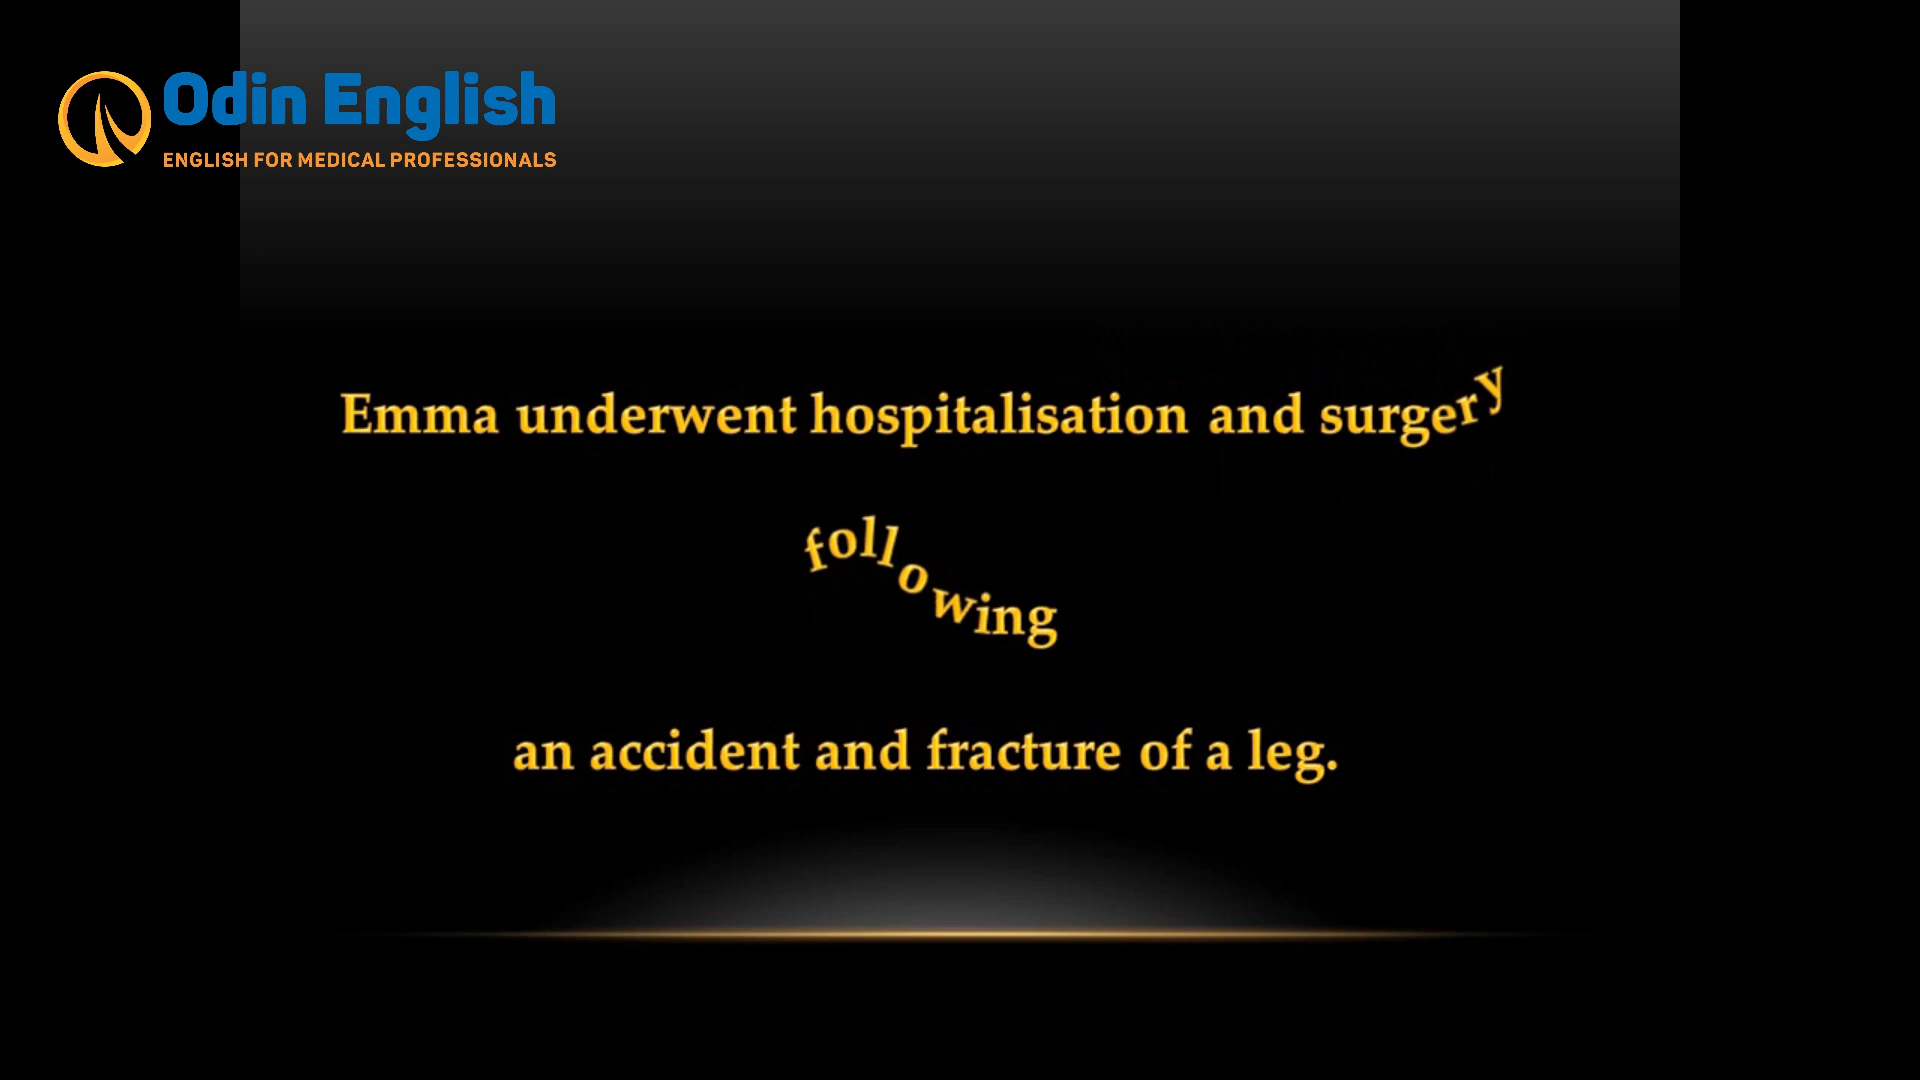 Odin English
ENGLISH FOR MEDICAL PROFESSIONALS
Emma underwent hospitalisation and surgery
following
an accident and fracture of a leg.